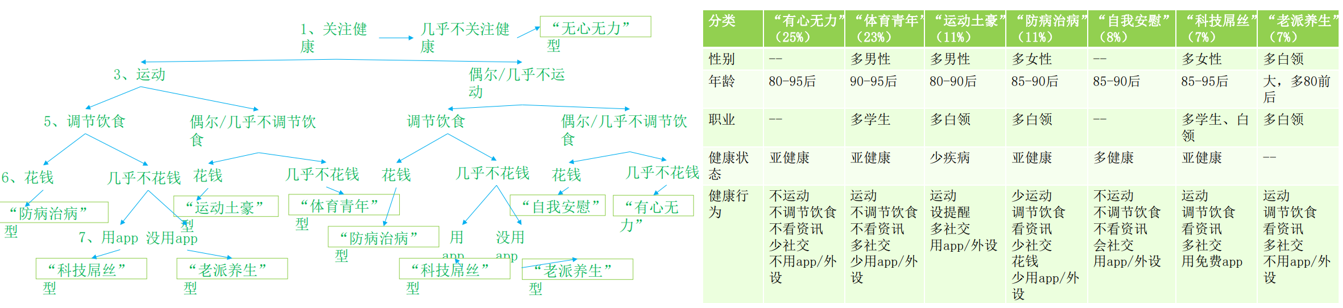 1、关注健康
几乎不关注健康
“无心无力”型
3、运动
偶尔/几乎不运动
5、调节饮食
偶尔/几乎不调节饮食
调节饮食
偶尔/几乎不调节饮食
6、花钱
几乎不花钱
花钱
几乎不花钱
花钱
几乎不花钱
花钱
几乎不花钱
“防病治病”型
“运动土豪”型
“体育青年”型
“自我安慰”型
“有心无力”型
7、用app
没用app
“防病治病”型
用app
没用app
“科技屌丝”型
“老派养生”型
“科技屌丝”型
“老派养生”型
分类 “有心无力”（25%） “体育青年”（23%） “运动土豪”（11%） “防病治病”（11%） “自我安慰”（8%） “科技屌丝”（7%） “老派养生”（7%）
性别 -- 多男性 多男性 多女性 -- 多女性 多白领
年龄 80-95后 90-95后 80-90后 85-90后 85-90后 85-95后 大，多80前后
职业 -- 多学生 多白领 多白领 -- 多学生、白领 多白领
健康状态 亚健康 亚健康 少疾病 亚健康 多健康 亚健康 --
健康行为
不运动 运动 运动 少运动 不运动 运动 运动
不调节饮食 不调节饮食 设提醒 调节饮食 不调节饮食 调节饮食 调节饮食
不看资讯 不看资讯 多社交 看资讯 不看资讯 看资讯 看资讯
少社交 多社交 用app/外设 少社交 会社交 多社交 多社交
不用app/外设 少用app/外设 花钱 用app/外设 用免费app 不用app/外设
少用app/外设